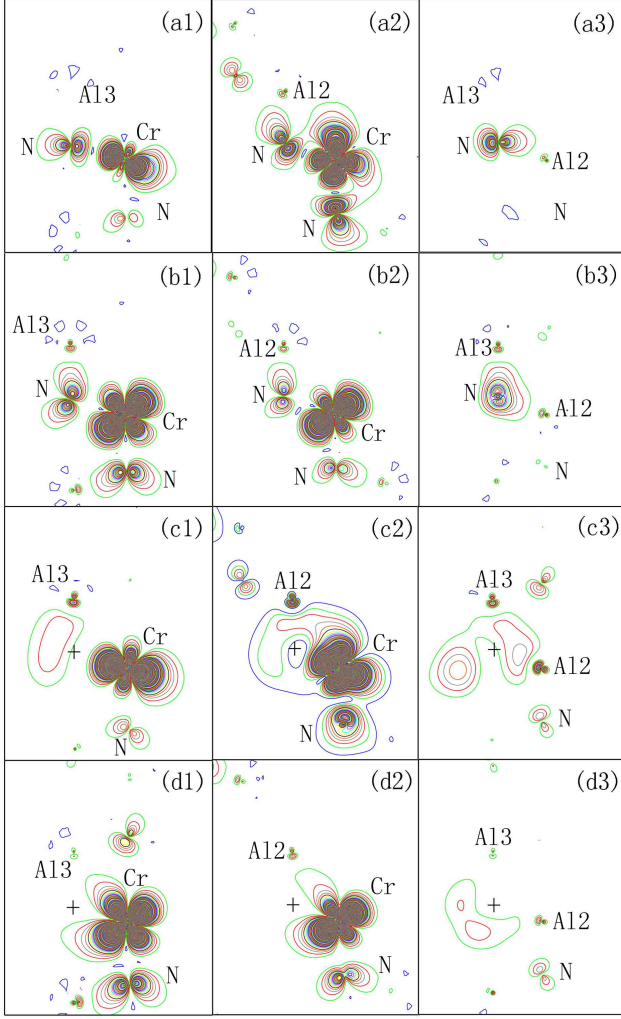 (a1)
Al3
N
Cr
N
(a2)
Al2
Cr
N
N
(a3)
Al3
N
Al2
N
(b1)
Al3
N
Cr
N
(b2)
Al2
N
Cr
N
(b3)
Al3
N
Al2
N
(c1)
Al3
Cr
+
N
(c2)
Al2
Cr
+
N
(c3)
Al3
+
Al2
N
(d1)
Al3
Cr
+
N
(d2)
Al2
Cr
+
N
(d3)
Al3
+
Al2
N